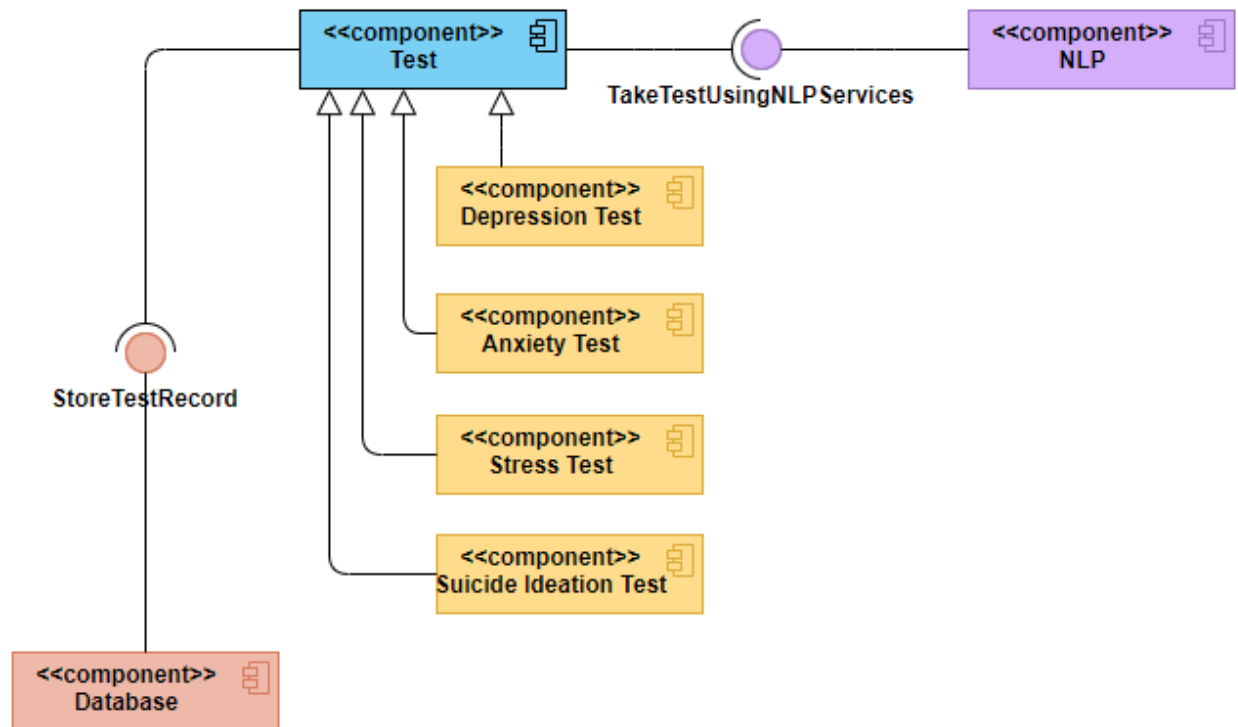 <<component>>
Test
<<component>>
NLP
TakeTestUsingNLPServices
<<component>>
Depression Test
<<component>>
Anxiety Test
StoreTestRecord
<<component>>
Stress Test
<<component>>
Suicide Ideation Test
<<component>>
Database